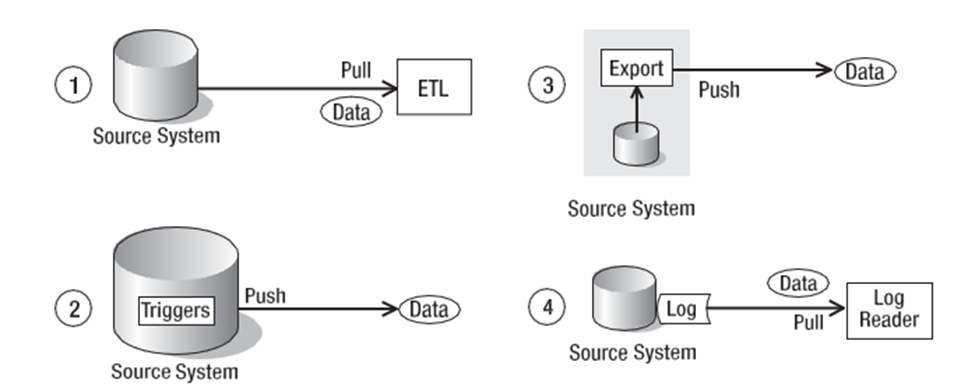 1
Pull
ETL
Data
Source System
2
Triggers
Push
Data
Source System
3
Export
Push
Data
Source System
4
Log
Data
Pull
Log
Reader
Source System